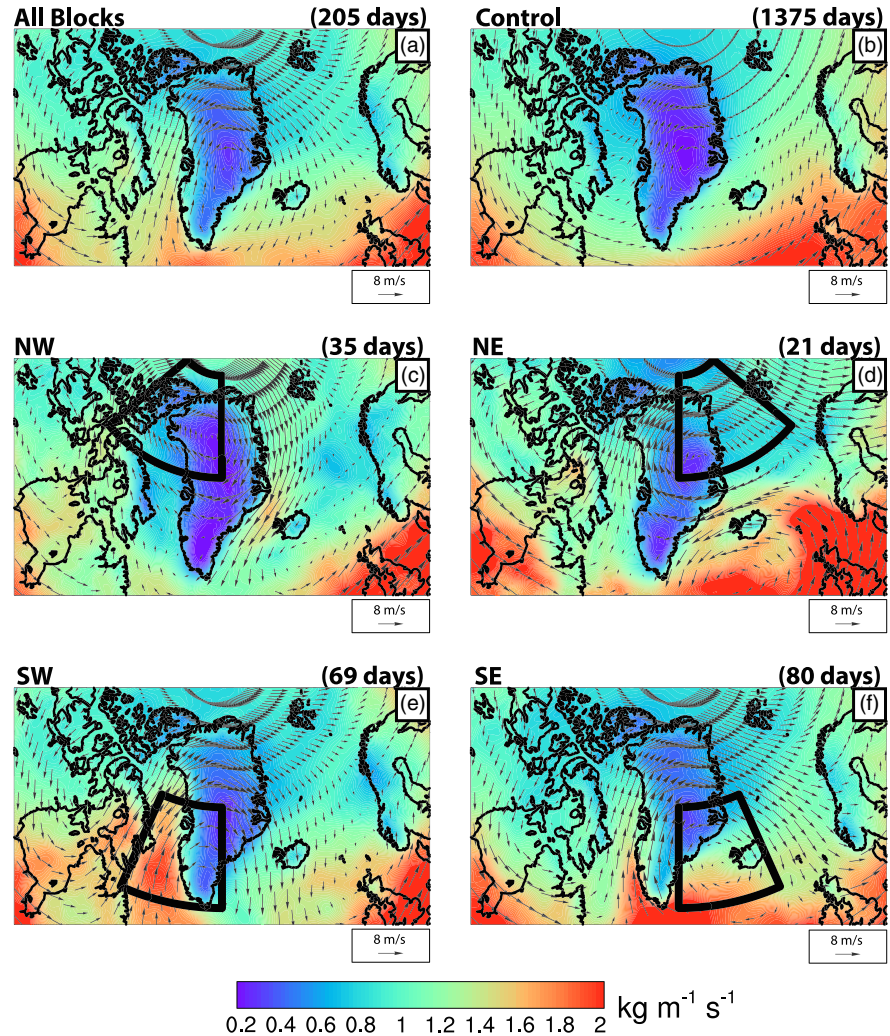 All Blocks (205 days)
(a)
Control (1375 days)
(b)
8 m/s
8 m/s
NW (35 days)
(c)
NE (21 days)
(d)
8 m/s
8 m/s
SW (69 days)
(e)
SE (80 days)
(f)
8 m/s
8 m/s
kg m⁻¹ s⁻¹
0.2 0.4 0.6 0.8 1 1.2 1.4 1.6 1.8 2